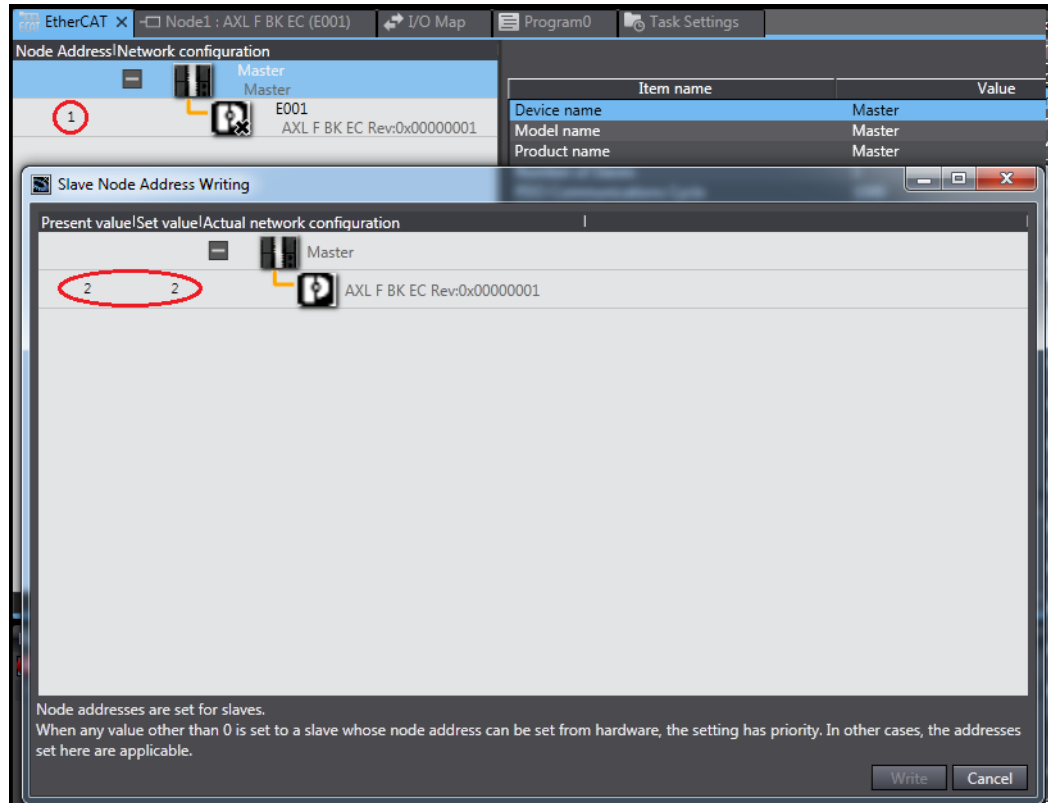 EtherCAT Node1 : AXL F BK EC (E001) I/O Map Program0 Task Settings
Node Address|Network configuration
Master
Master
1
E001
AXL F BK EC Rev:0x00000001
Item name Value
Device name Master
Model name Master
Product name Master
Slave Node Address Writing
Present value|Set value|Actual network configuration
Master
2 2 AXL F BK EC Rev:0x00000001
Node addresses are set for slaves.
When any value other than 0 is set to a slave whose node address can be set from hardware, the setting has priority. In other cases, the addresses
set here are applicable.
Write Cancel